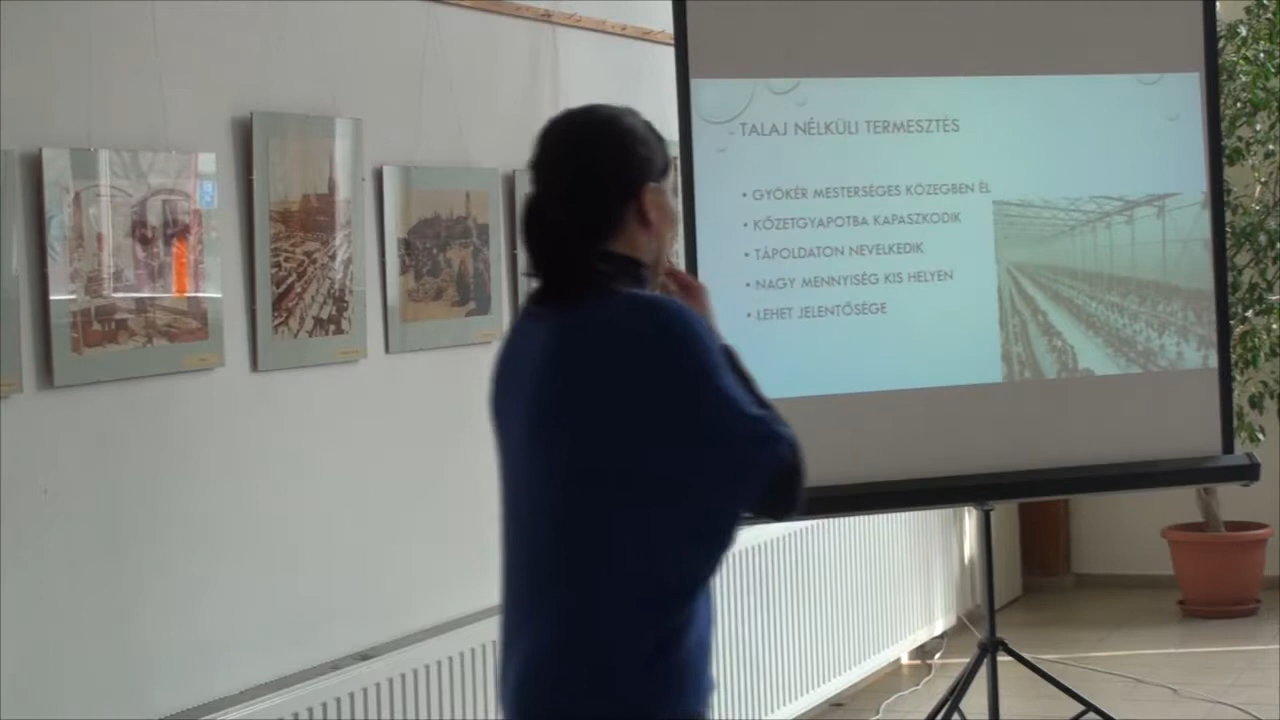 TALAJ NÉLKÜLI TERMESZTÉS
• GYÖKÉR MESTERSÉGES KÖZEGBEN ÉL
• KŐZETGYAPOTBA KAPASZKODIK
• TÁPOLDATON NEVELKEDIK
• NAGY MENNYISÉG KIS HELYEN
• LEHET JELENTŐSÉGE